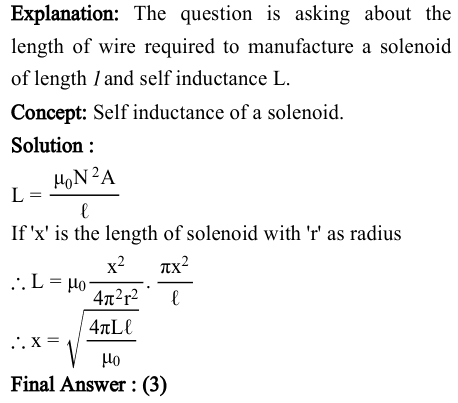 Explanation: The question is asking about the
length of wire required to manufacture a solenoid
of length l and self inductance L.
Concept: Self inductance of a solenoid.
Solution :
L = μ₀N²A / ℓ
If 'x' is the length of solenoid with 'r' as radius
∴ L = μ₀ x² / 4π²r² · πx² / ℓ
∴ x = √(4πLℓ / μ₀)
Final Answer : (3)